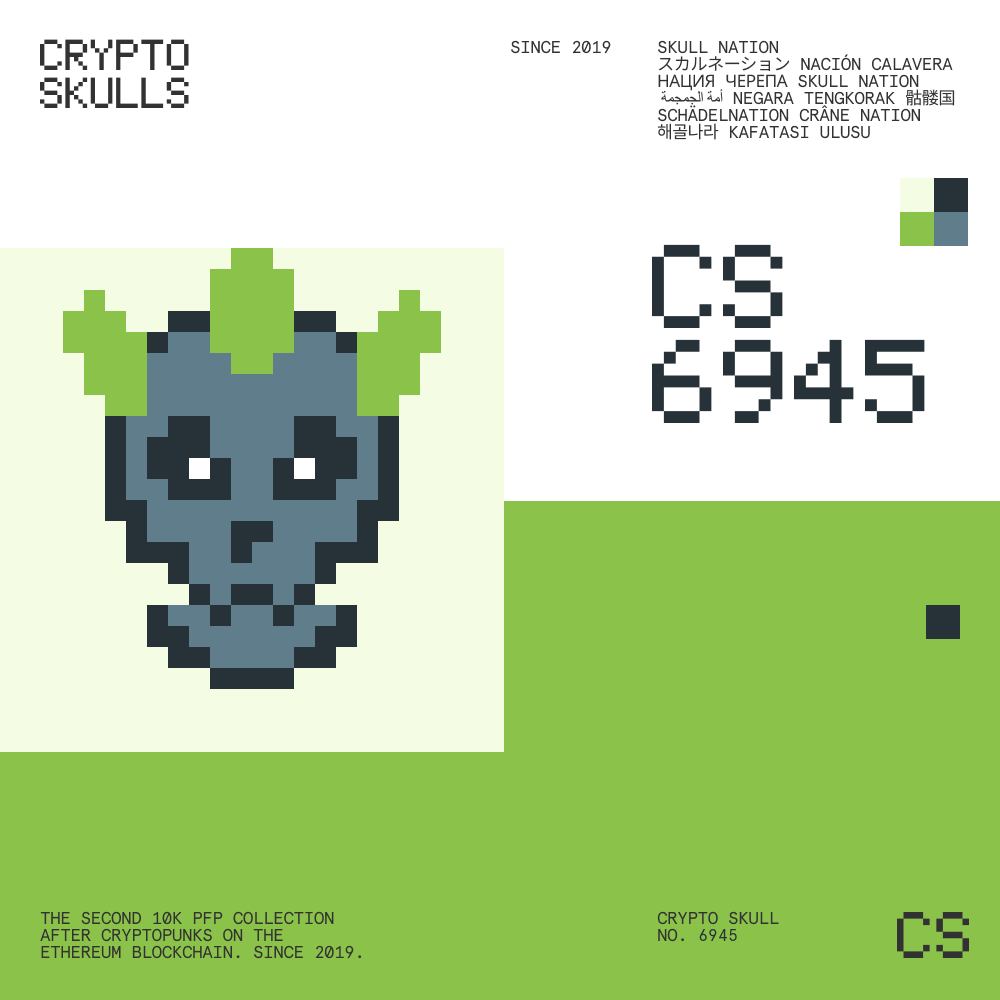 CRYPTO
SKULLS
SINCE 2019
SKULL NATION
スカルネーション NACIÓN CALAVERA
НАЦИЯ ЧЕРЕПА SKULL NATION
أمة الجمجمة NEGARA TENGKORAK 骷髅国
SCHÄDELNATION CRÂNE NATION
해골나라 KAFATASI ULUSU
CS
6945
THE SECOND 10K PFP COLLECTION
AFTER CRYPTOPUNKS ON THE
ETHEREUM BLOCKCHAIN. SINCE 2019.
CRYPTO SKULL
NO. 6945
CS